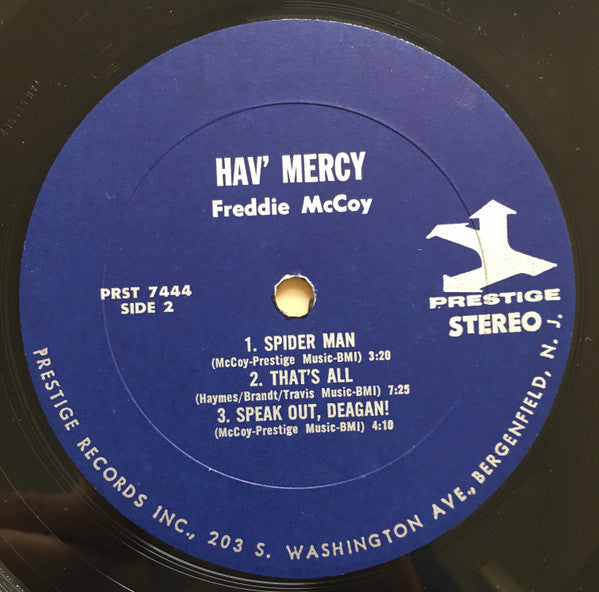 HAV' MERCY
Freddie McCoy
PRST 7444
SIDE 2
PRESTIGE
STEREO
1. SPIDER MAN
(McCoy-Prestige Music-BMI) 3:20
2. THAT'S ALL
(Haymes/Brandt/Travis Music-BMI) 7:25
3. SPEAK OUT, DEAGAN!
(McCoy-Prestige Music-BMI) 4:10
PRESTIGE RECORDS INC., 203 S. WASHINGTON AVE., BERGENFIELD, N. J.